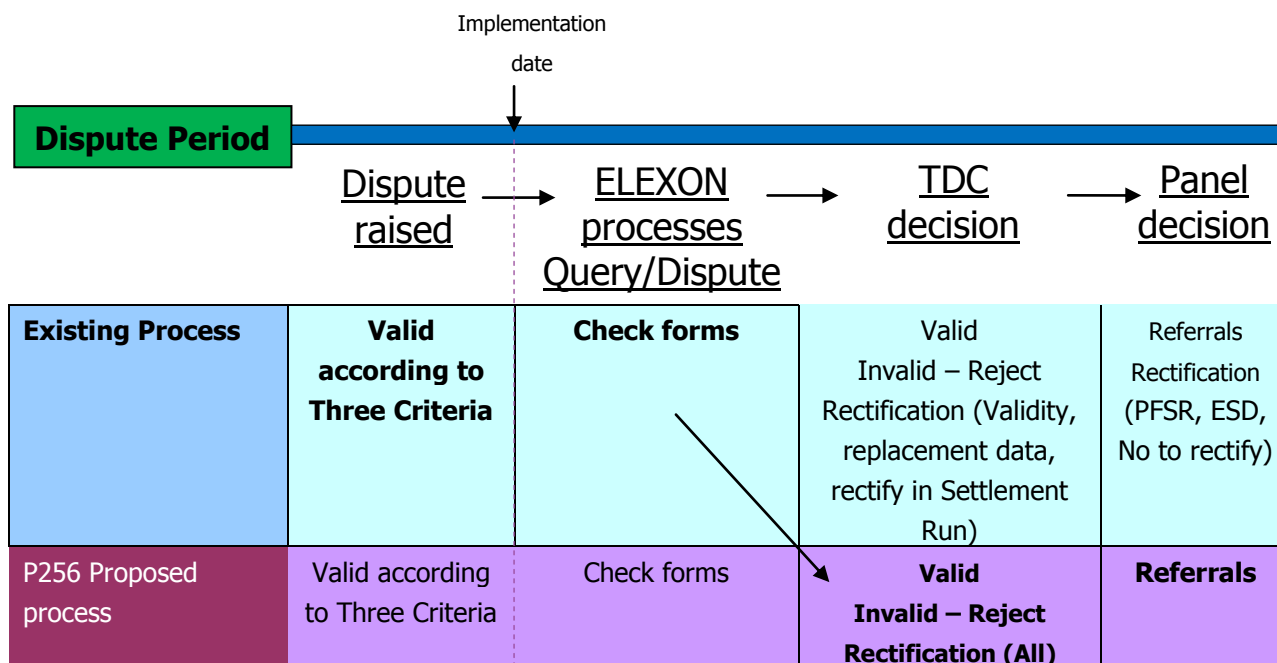 Implementation
date
Dispute Period
Dispute
raised
ELEXON
processes
Query/Dispute
TDC
decision
Panel
decision
Existing Process
Valid
according to
Three Criteria
Check forms
Valid
Invalid – Reject
Rectification (Validity,
replacement data,
rectify in Settlement
Run)
Referrals
Rectification
(PFSR, ESD,
No to rectify)
P256 Proposed
process
Valid according
to Three Criteria
Check forms
Valid
Invalid – Reject
Rectification (All)
Referrals